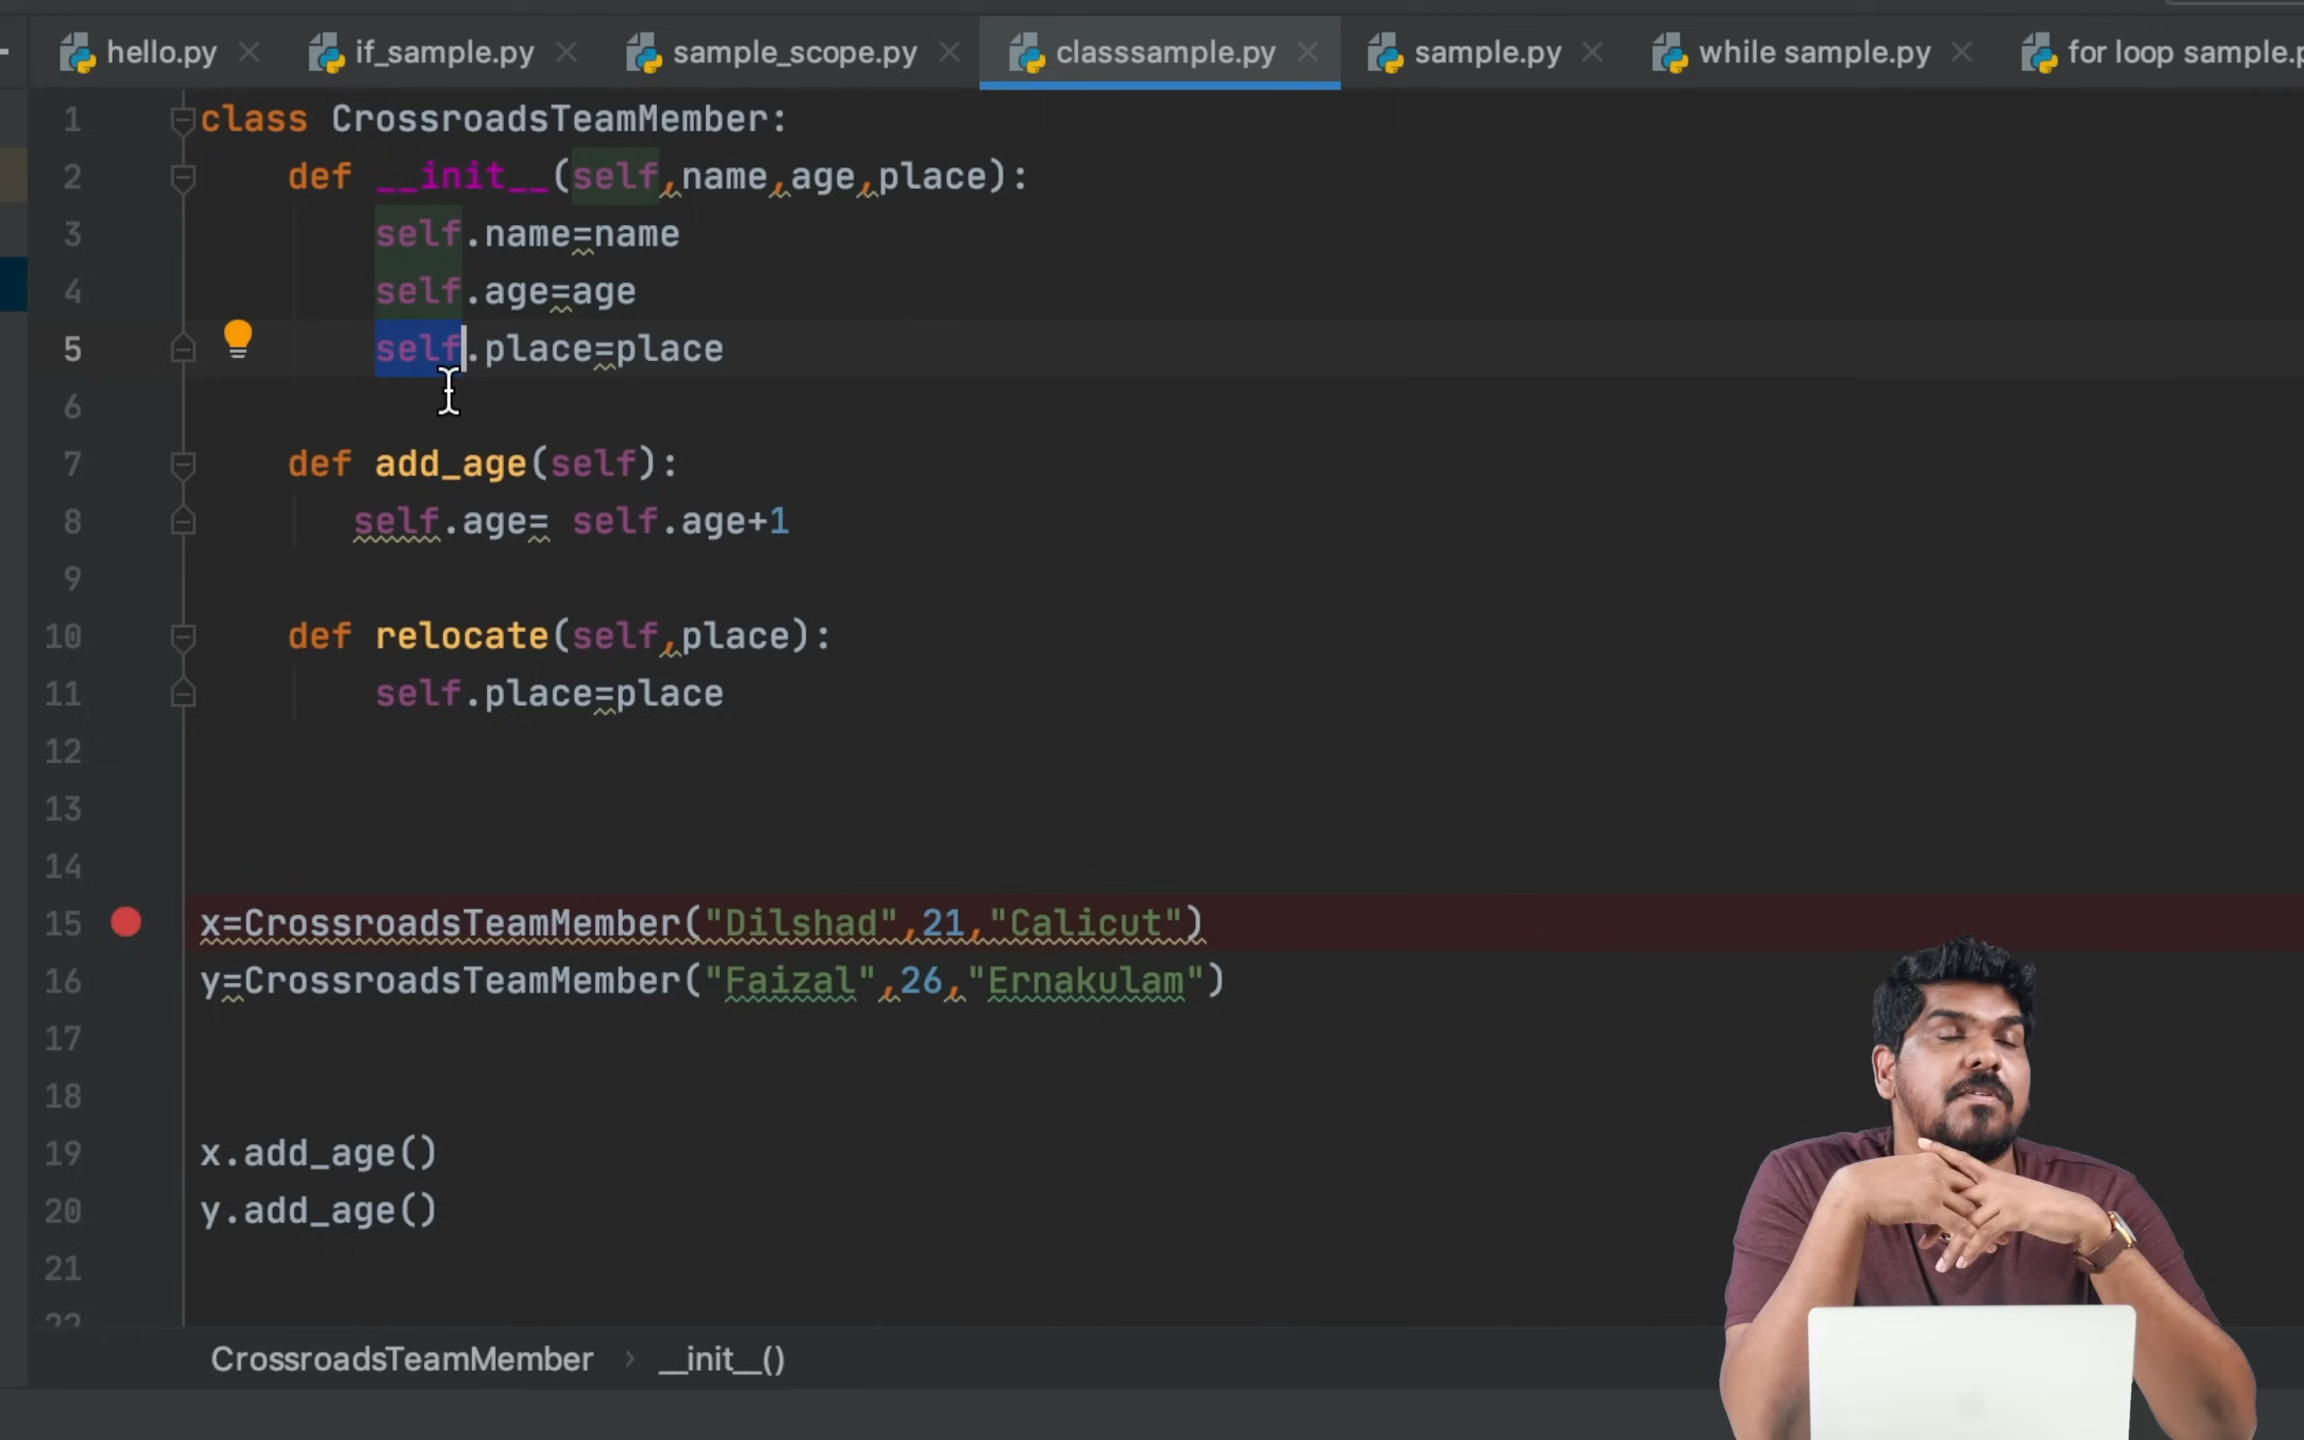 hello.py if_sample.py sample_scope.py classsample.py sample.py while sample.py for loop sample.p
1 class CrossroadsTeamMember:
2 def __init__(self,name,age,place):
3 self.name=name
4 self.age=age
5 self.place=place
6
7 def add_age(self):
8 self.age= self.age+1
9
10 def relocate(self,place):
11 self.place=place
12
13
14
15 x=CrossroadsTeamMember("Dilshad",21,"Calicut")
16 y=CrossroadsTeamMember("Faizal",26,"Ernakulam")
17
18
19 x.add_age()
20 y.add_age()
21
22
CrossroadsTeamMember › __init__()